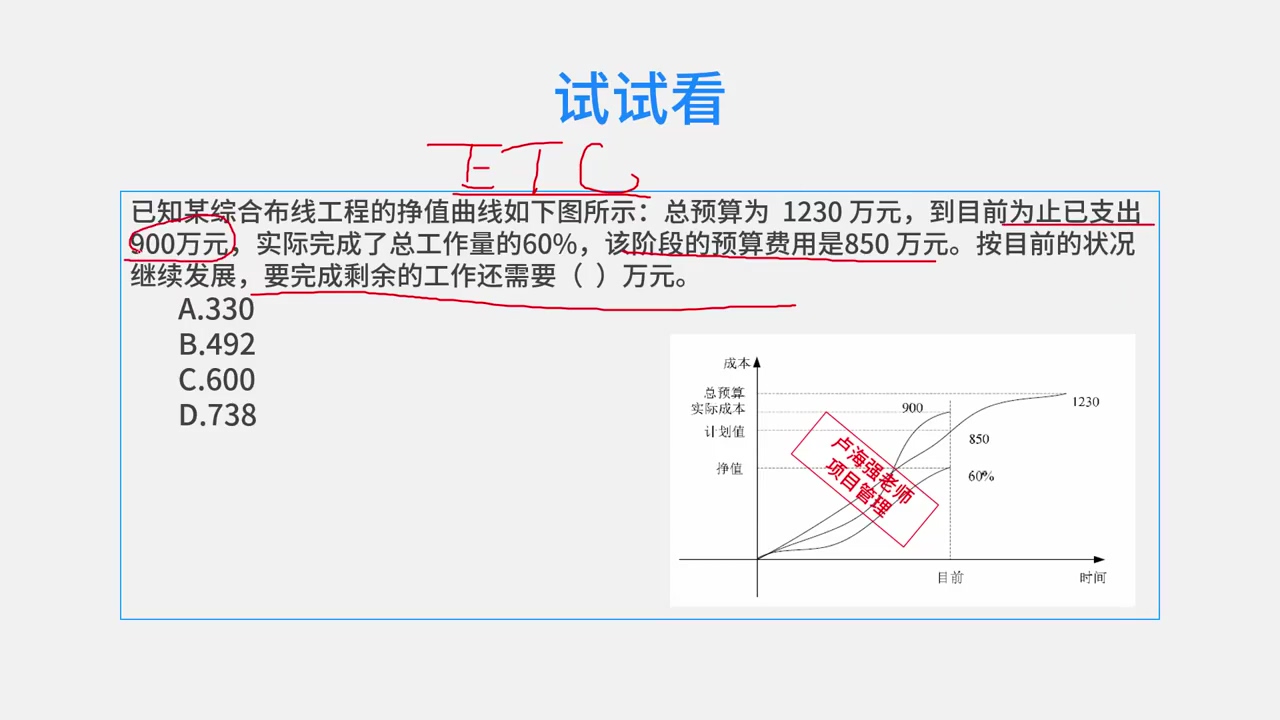 试试看
ETC
已知某综合布线工程的挣值曲线如下图所示：总预算为 1230 万元，到目前为止已支出
900万元，实际完成了总工作量的60%，该阶段的预算费用是850 万元。按目前的状况
继续发展，要完成剩余的工作还需要（ ）万元。
A.330
B.492
C.600
D.738
成本
总预算
实际成本
计划值
挣值
900
1230
850
60%
卢海强老师
项目管理
目前
时间